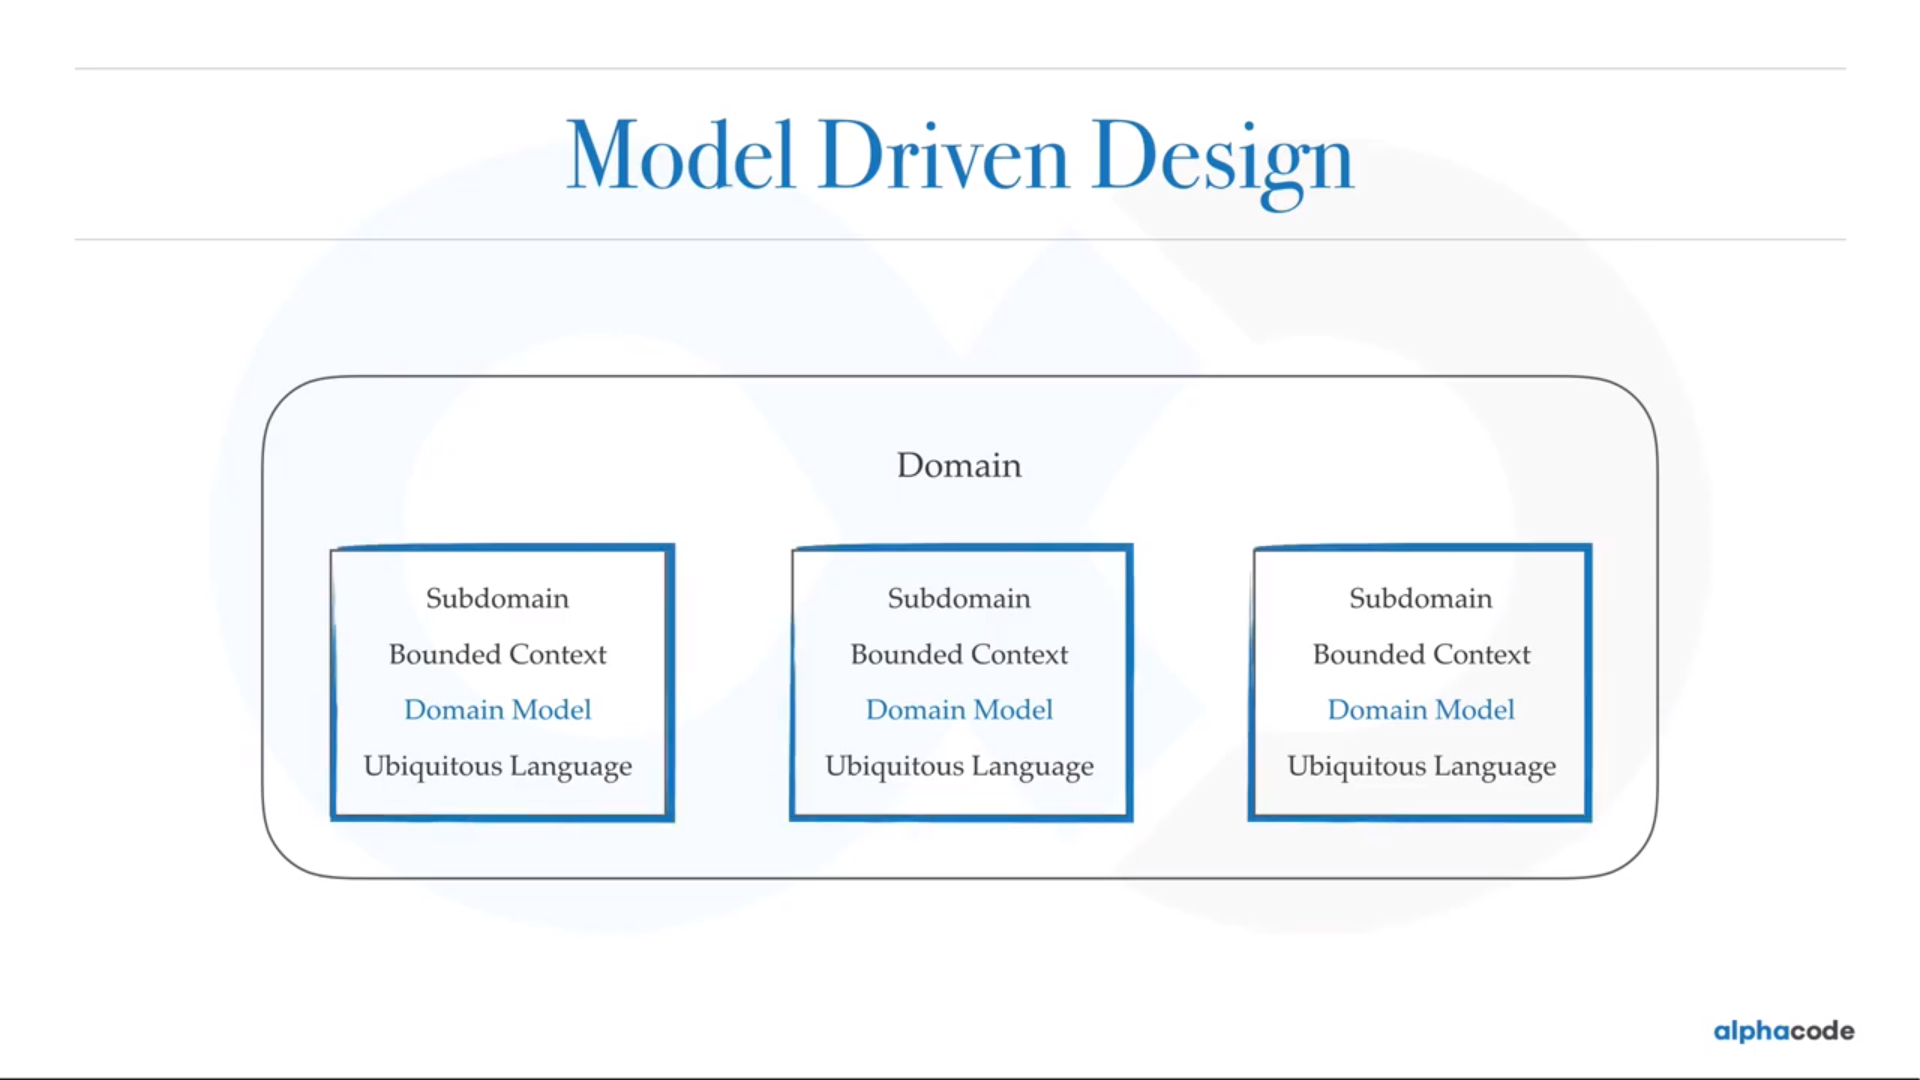 Model Driven Design
Domain
Subdomain
Bounded Context
Domain Model
Ubiquitous Language
Subdomain
Bounded Context
Domain Model
Ubiquitous Language
Subdomain
Bounded Context
Domain Model
Ubiquitous Language
alphacode